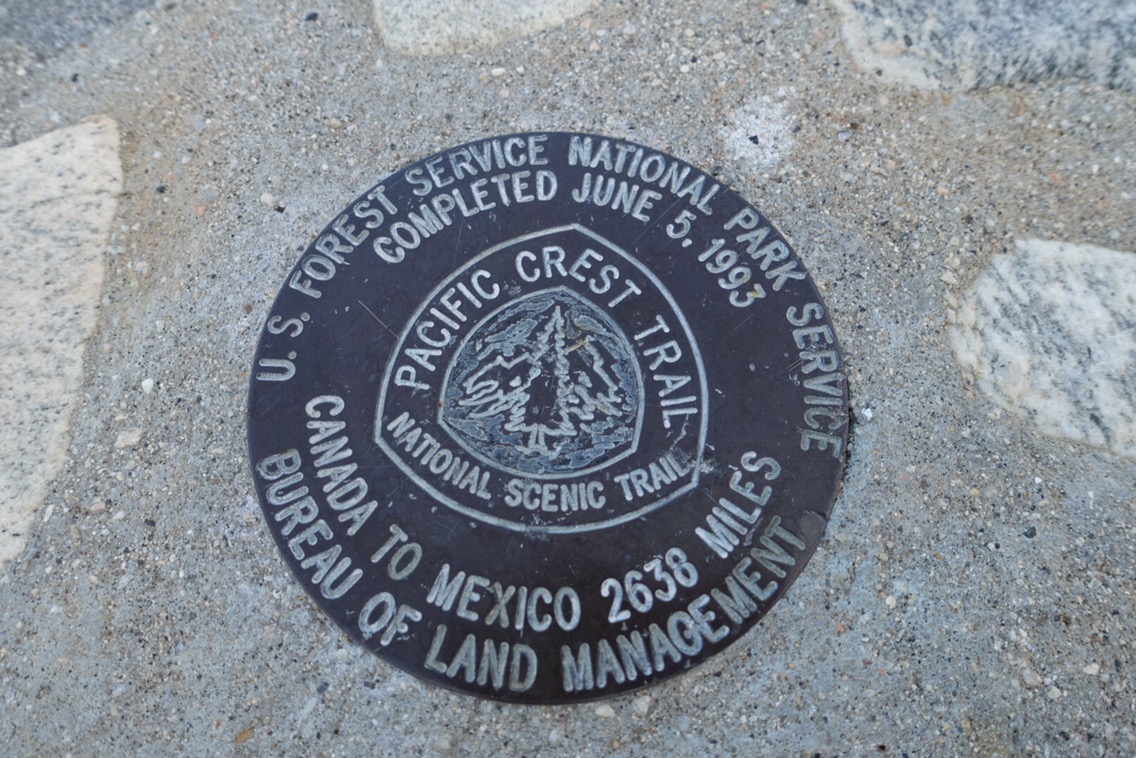 U.S. FOREST SERVICE NATIONAL PARK SERVICE
COMPLETED JUNE 5, 1993
PACIFIC CREST TRAIL
NATIONAL SCENIC TRAIL
CANADA TO MEXICO 2638 MILES
BUREAU OF LAND MANAGEMENT